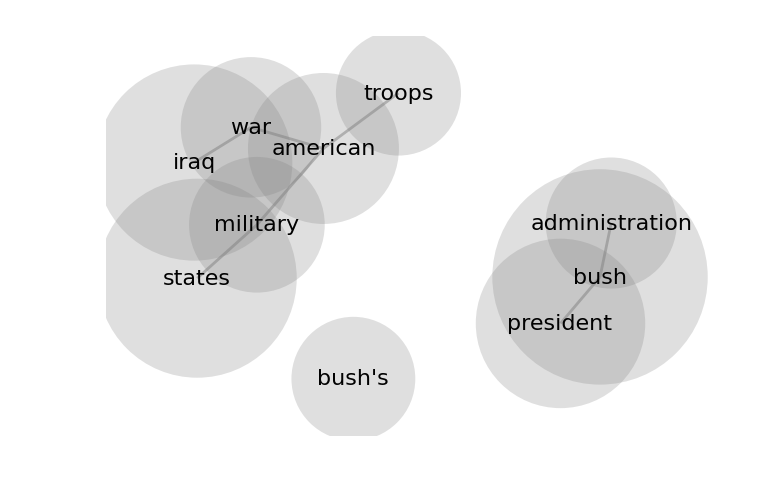 troops
war
american
iraq
military
administration
states
bush
president
bush's